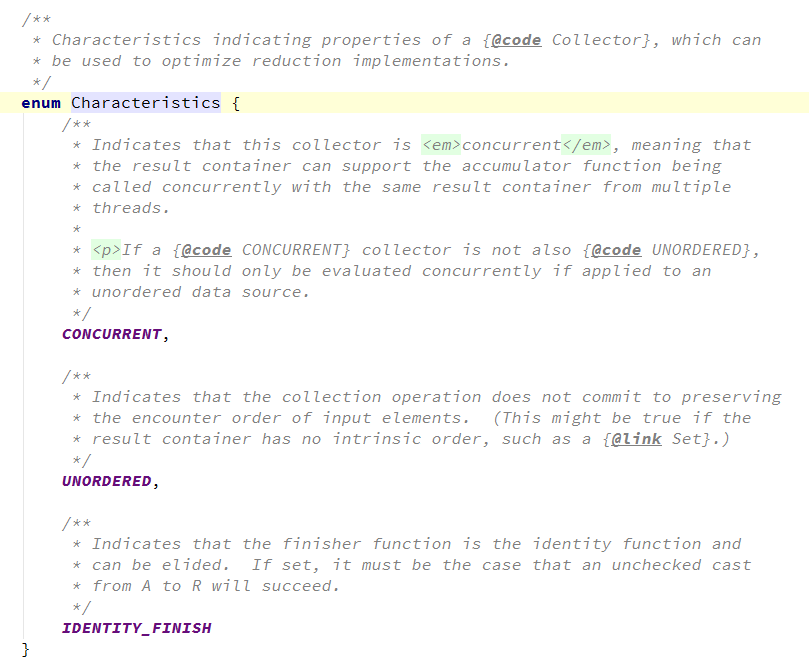 /**
 * Characteristics indicating properties of a {@code Collector}, which can
 * be used to optimize reduction implementations.
 */
enum Characteristics {
    /**
     * Indicates that this collector is <em>concurrent</em>, meaning that
     * the result container can support the accumulator function being
     * called concurrently with the same result container from multiple
     * threads.
     *
     * <p>If a {@code CONCURRENT} collector is not also {@code UNORDERED},
     * then it should only be evaluated concurrently if applied to an
     * unordered data source.
     */
    CONCURRENT,

    /**
     * Indicates that the collection operation does not commit to preserving
     * the encounter order of input elements.  (This might be true if the
     * result container has no intrinsic order, such as a {@link Set}.)
     */
    UNORDERED,

    /**
     * Indicates that the finisher function is the identity function and
     * can be elided.  If set, it must be the case that an unchecked cast
     * from A to R will succeed.
     */
    IDENTITY_FINISH
}